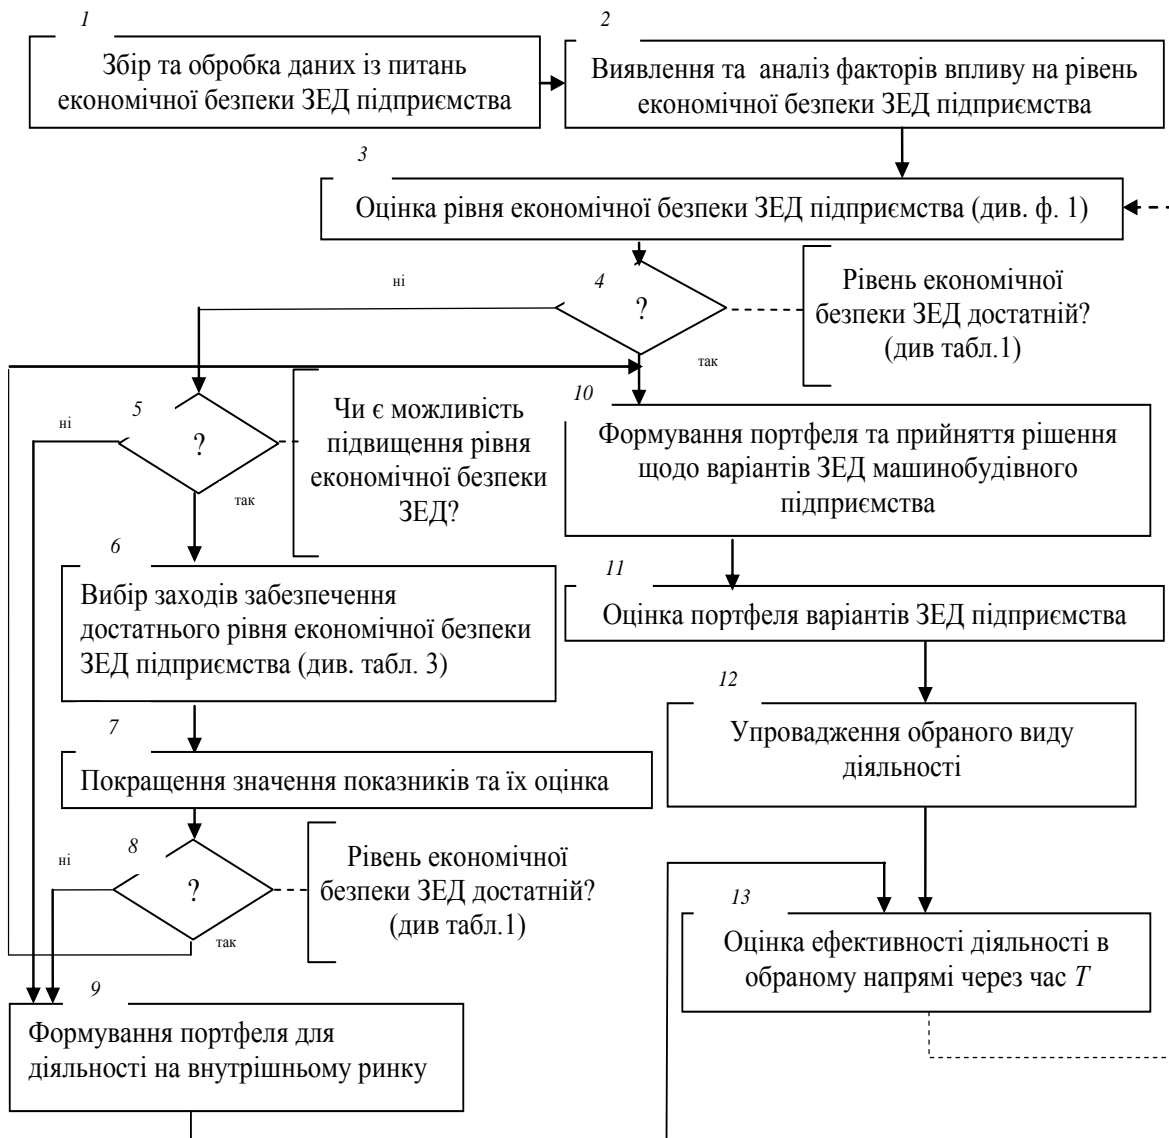 1
Збір та обробка даних із питань
економічної безпеки ЗЕД підприємства
2
Виявлення та аналіз факторів впливу на рівень
економічної безпеки ЗЕД підприємства
3
Оцінка рівня економічної безпеки ЗЕД підприємства (див. ф. 1)
4
?
ні
так
Рівень економічної
безпеки ЗЕД достатній?
(див табл.1)
5
?
ні
так
Чи є можливість
підвищення рівня
економічної безпеки
ЗЕД?
6
Вибір заходів забезпечення
достатнього рівня економічної безпеки
ЗЕД підприємства (див. табл. 3)
7
Покращення значення показників та їх оцінка
8
?
ні
так
Рівень економічної
безпеки ЗЕД достатній?
(див табл.1)
9
Формування портфеля для
діяльності на внутрішньому ринку
10
Формування портфеля та прийняття рішення
щодо варіантів ЗЕД машинобудівного
підприємства
11
Оцінка портфеля варіантів ЗЕД підприємства
12
Упровадження обраного виду
діяльності
13
Оцінка ефективності діяльності в
обраному напрямі через час Т